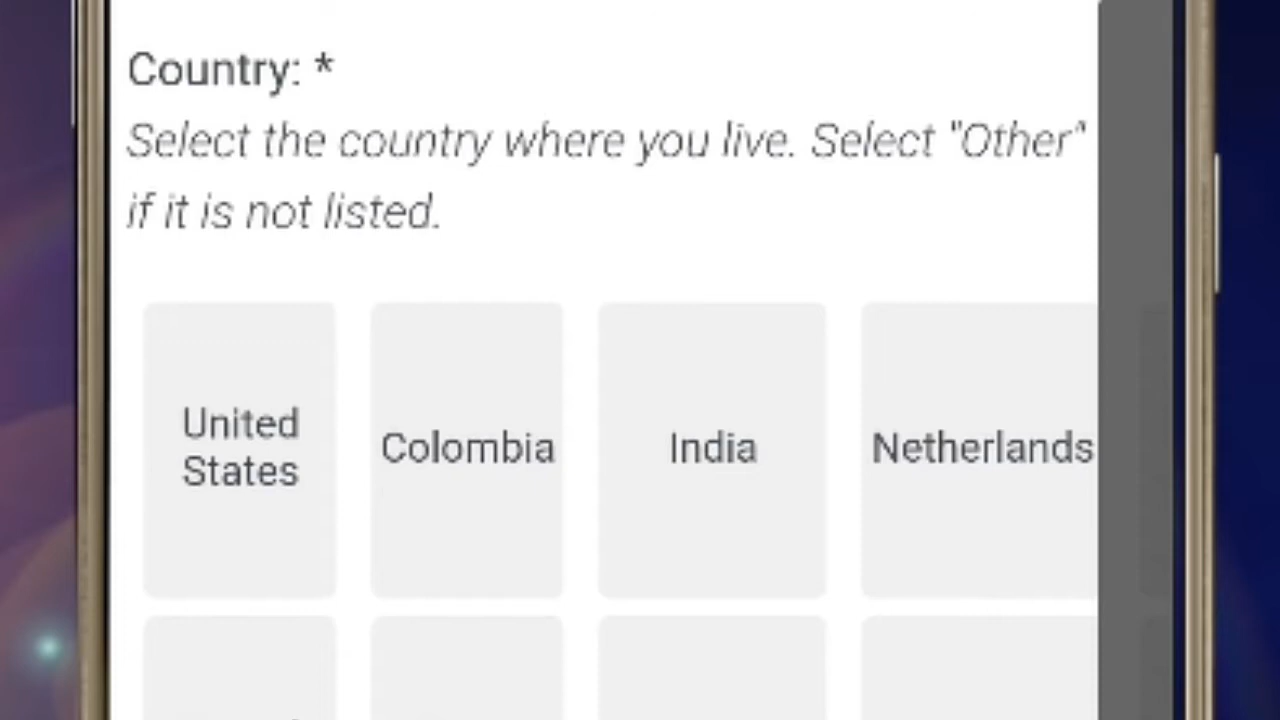 Country: *
Select the country where you live. Select "Other"
if it is not listed.
United
States
Colombia
India
Netherlands